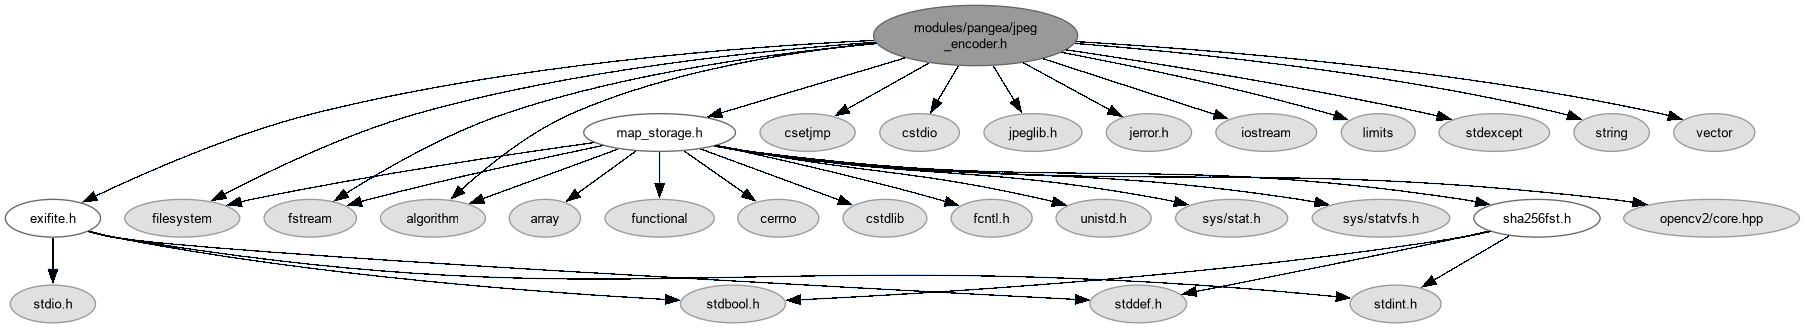 modules/pangea/jpeg
_encoder.h
map_storage.h
csetjmp
cstdio
jpeglib.h
jerror.h
iostream
limits
stdexcept
string
vector
exifite.h
filesystem
fstream
algorithm
array
functional
cerrno
cstdlib
fcntl.h
unistd.h
sys/stat.h
sys/statvfs.h
sha256fst.h
opencv2/core.hpp
stdio.h
stdbool.h
stddef.h
stdint.h